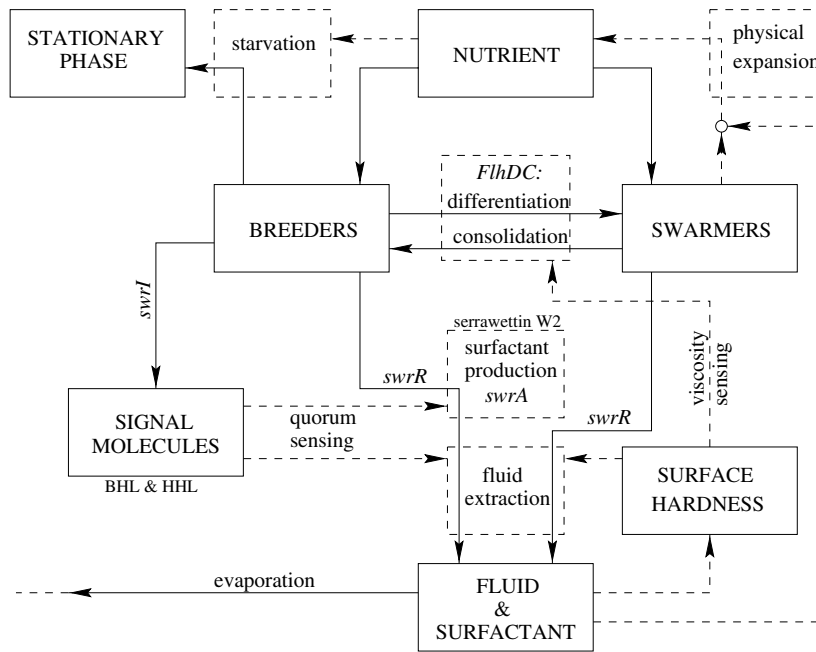 STATIONARY
PHASE
starvation
NUTRIENT
physical
expansion
FlhDC:
differentiation
consolidation
BREEDERS
SWARMERS
swrI
serrawettin W2
surfactant
production
swrA
swrR
swrR
viscosity
sensing
SIGNAL
MOLECULES
BHL & HHL
quorum
sensing
fluid
extraction
SURFACE
HARDNESS
evaporation
FLUID
&
SURFACTANT